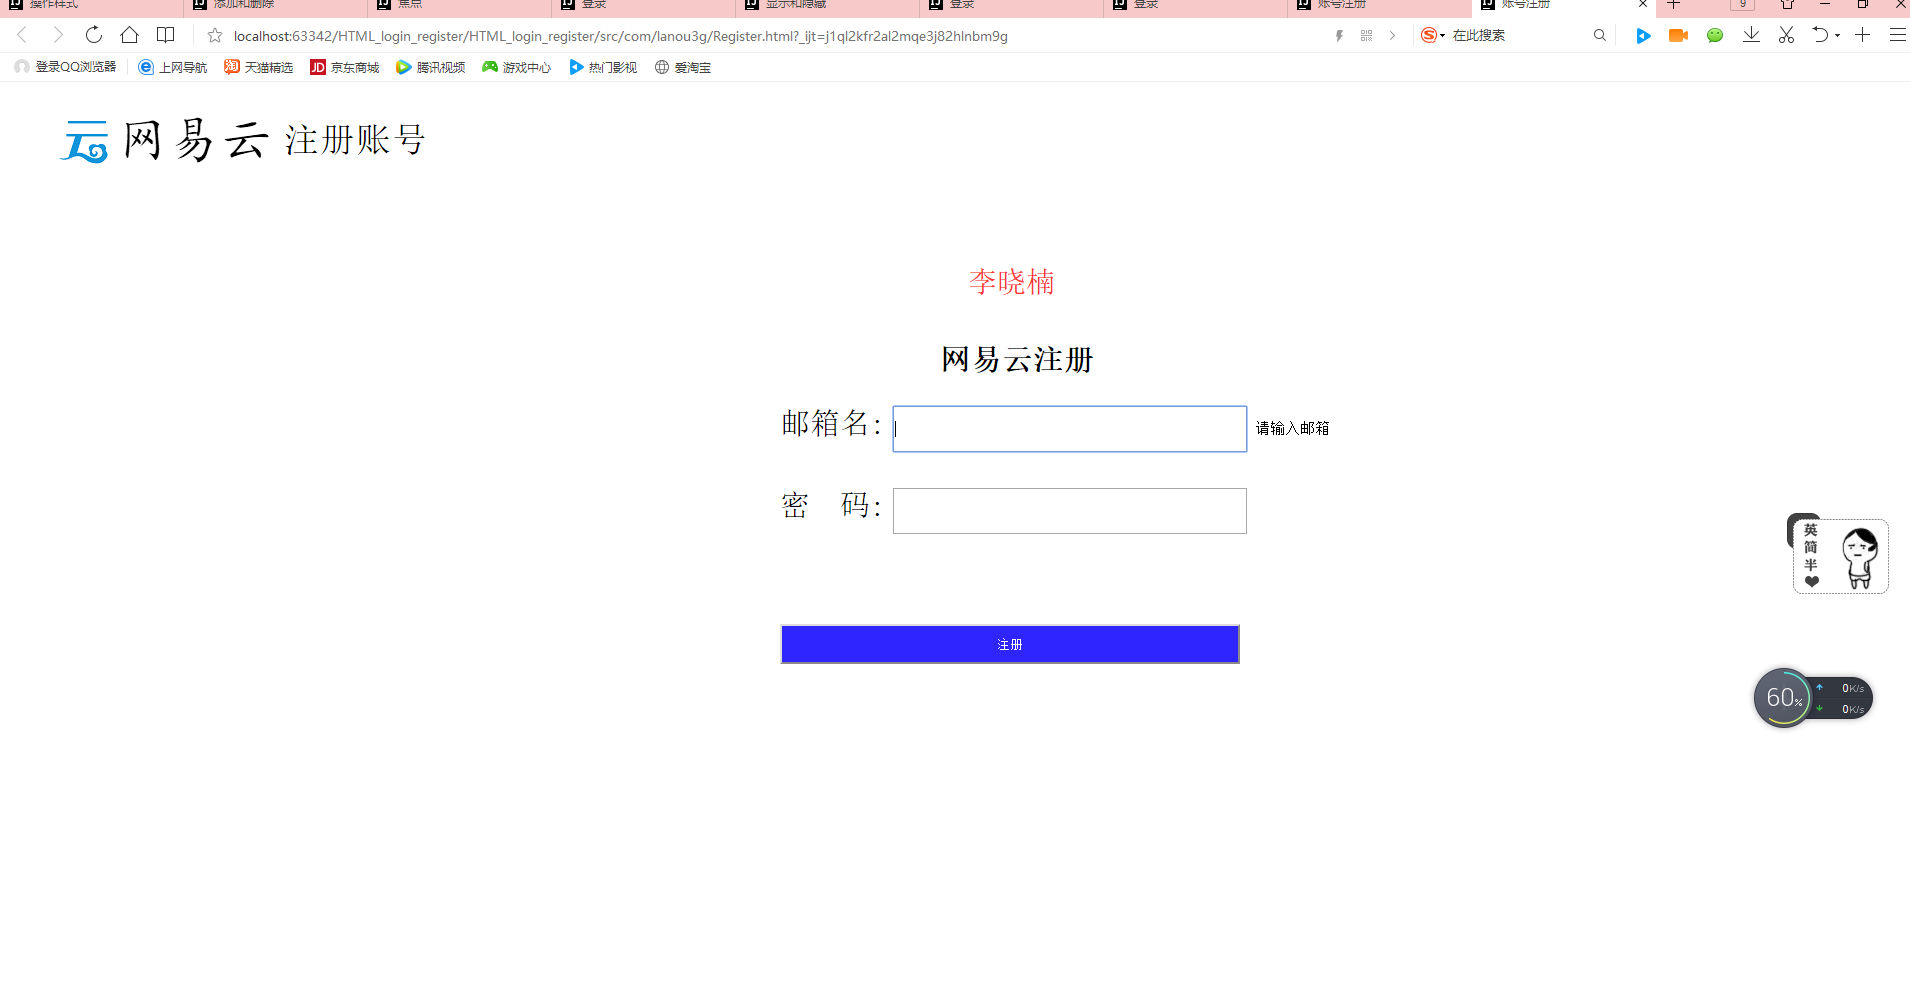 操作样式 添加和删除 焦点 登录 显示和隐藏 登录 登录 账号注册 账号注册 9
localhost:63342/HTML_login_register/HTML_login_register/src/com/lanou3g/Register.html?_ijt=j1ql2kfr2al2mqe3j82hlnbm9g 在此搜索
登录QQ浏览器 上网导航 淘 天猫精选 JD 京东商城 腾讯视频 游戏中心 热门影视 爱淘宝
云 网易云 注册账号
李晓楠
网易云注册
邮箱名: 请输入邮箱
密 码:
英
简
半
注册
60% 0K/s
0K/s